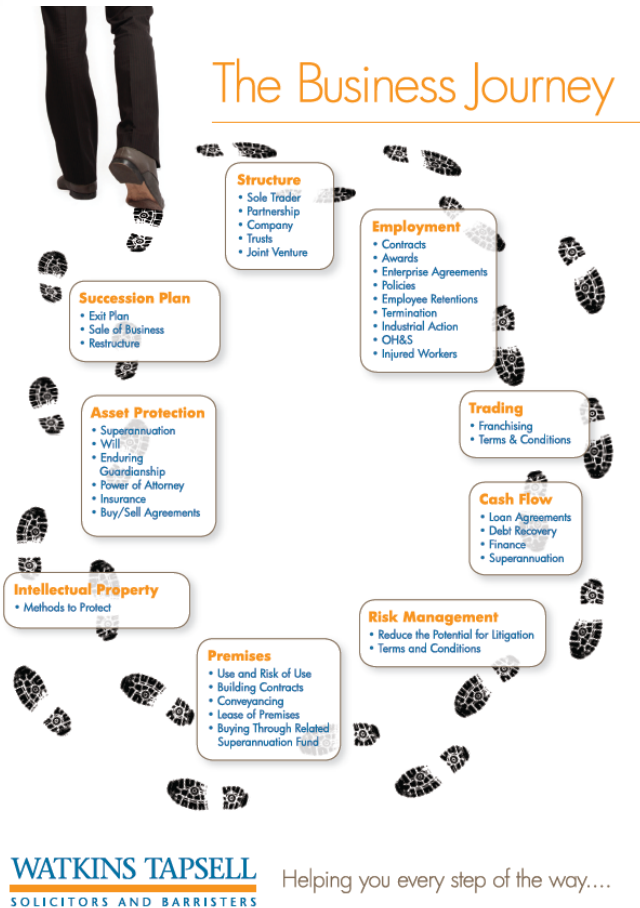 The Business Journey
Structure
• Sole Trader
• Partnership
• Company
• Trusts
• Joint Venture
Employment
• Contracts
• Awards
• Enterprise Agreements
• Policies
• Employee Retentions
• Termination
• Industrial Action
• OH&S
• Injured Workers
Trading
• Franchising
• Terms & Conditions
Cash Flow
• Loan Agreements
• Debt Recovery
• Finance
• Superannuation
Risk Management
• Reduce the Potential for Litigation
• Terms and Conditions
Premises
• Use and Risk of Use
• Building Contracts
• Conveyancing
• Lease of Premises
• Buying Through Related
Superannuation Fund
Intellectual Property
• Methods to Protect
Asset Protection
• Superannuation
• Will
• Enduring
Guardianship
• Power of Attorney
• Insurance
• Buy/Sell Agreements
Succession Plan
• Exit Plan
• Sale of Business
• Restructure
WATKINS TAPSELL
SOLICITORS AND BARRISTERS
Helping you every step of the way....